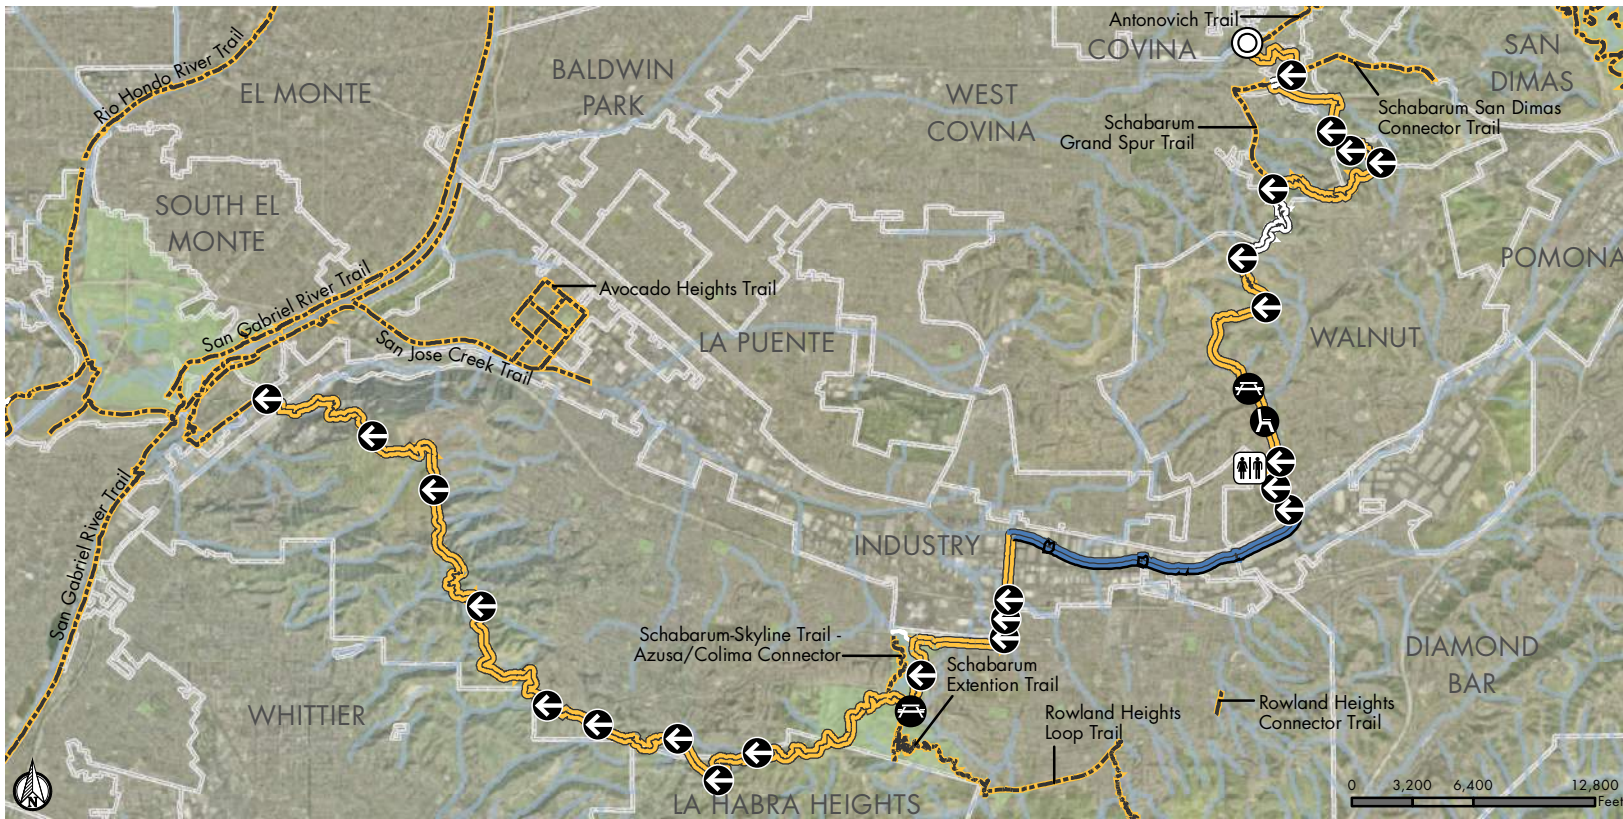 Antonovich Trail
COVINA
SAN
DIMAS
Rio Hondo River Trail
EL MONTE
BALDWIN
PARK
WEST
COVINA
Schabarum
Grand Spur Trail
Schabarum San Dimas
Connector Trail
SOUTH EL
MONTE
POMONA
San Gabriel River Trail
Avocado Heights Trail
San Jose Creek Trail
LA PUENTE
WALNUT
San Gabriel River Trail
INDUSTRY
Schabarum-Skyline Trail -
Azusa/Colima Connector
Schabarum
Extention Trail
DIAMOND
BAR
WHITTIER
Rowland Heights
Loop Trail
Rowland Heights
Connector Trail
N
LA HABRA HEIGHTS
0 3,200 6,400 12,800
Feet